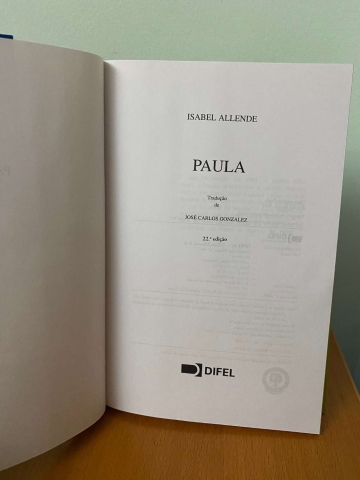 ISABEL ALLENDE
PAULA
Tradução
de
JOSÉ CARLOS GONZÁLEZ
22.ª edição
DIFEL